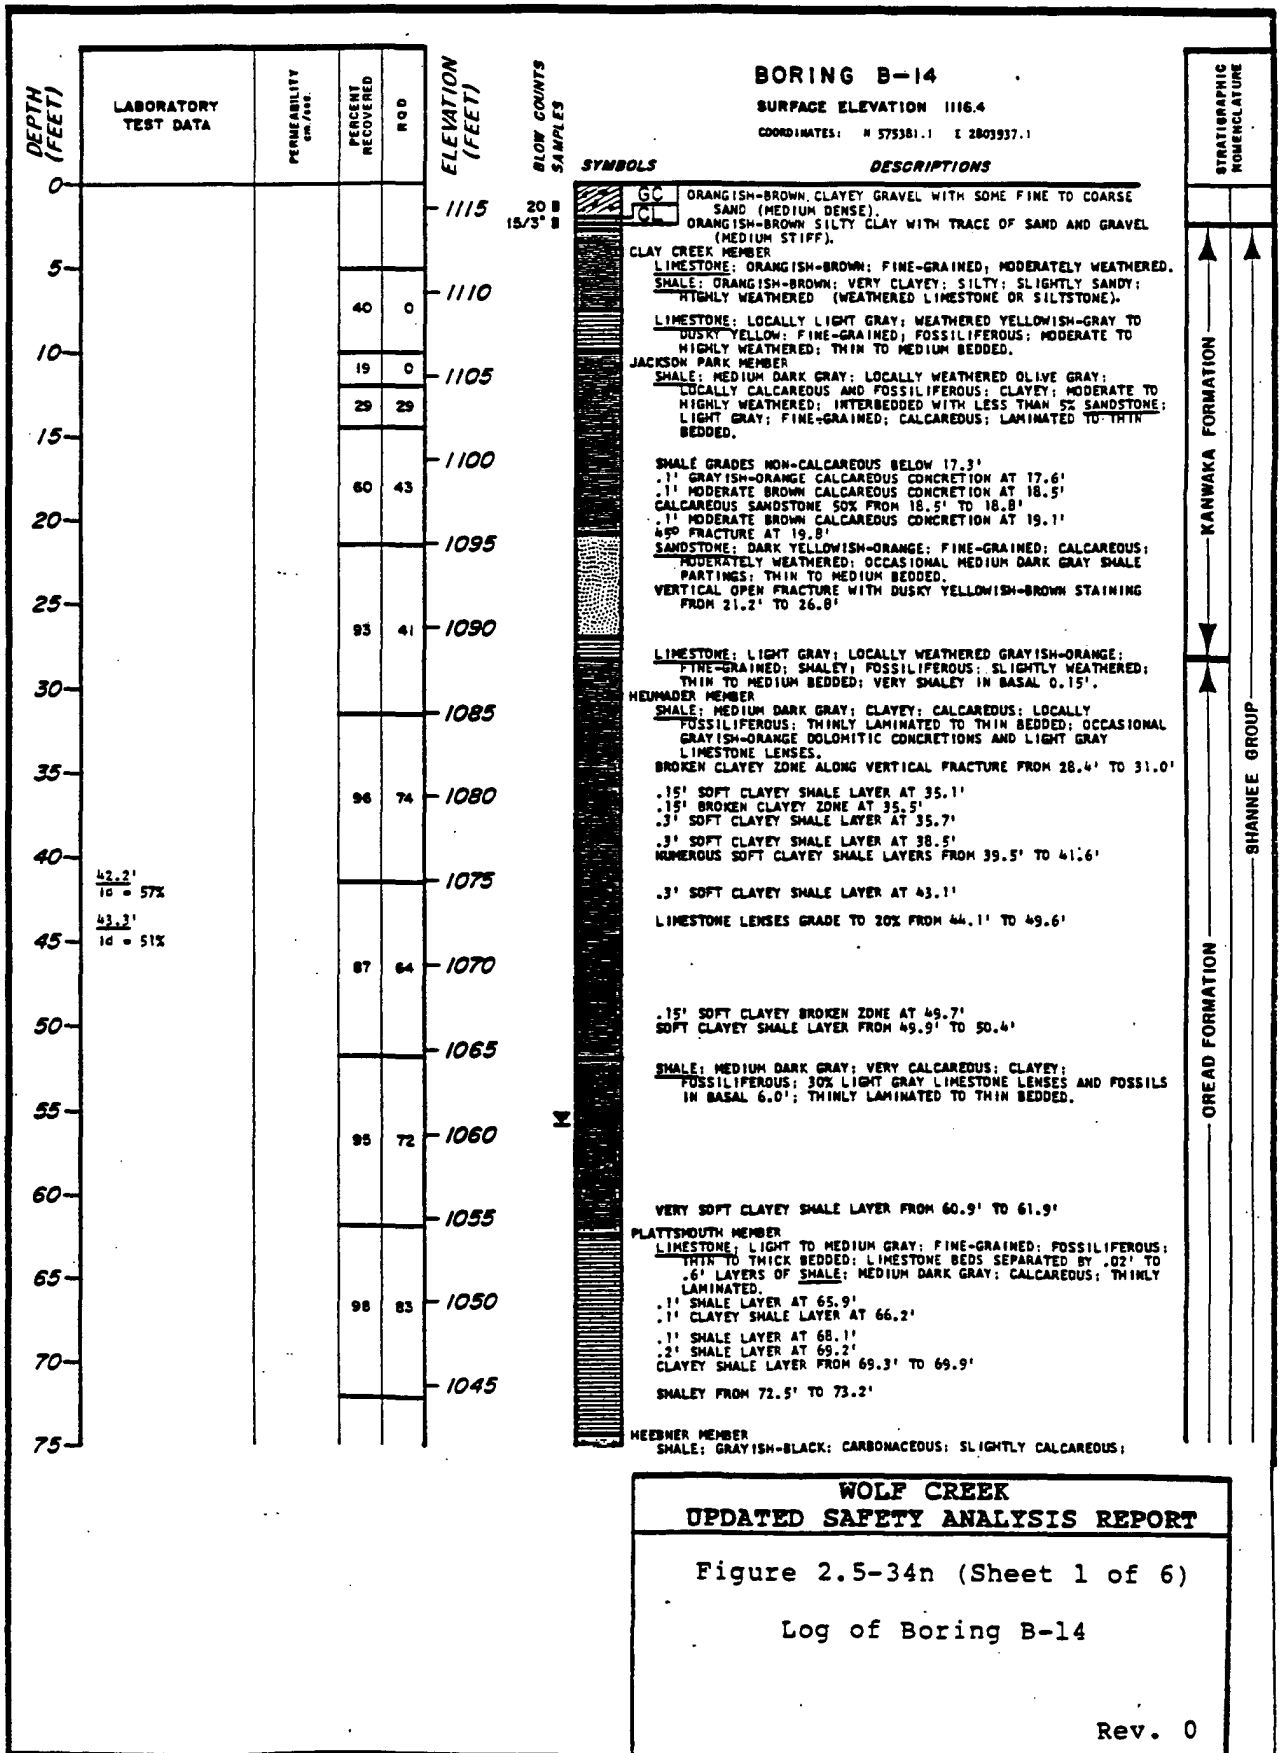 BORING B-14
SURFACE ELEVATION 1116.4
COORDINATES: N 575381.1 E 2803937.1
DEPTH (FEET)
LABORATORY TEST DATA
PERMEABILITY cm./sec.
PERCENT RECOVERED
RQD
ELEVATION (FEET)
BLOW COUNTS
SAMPLES
SYMBOLS
DESCRIPTIONS
STRATIGRAPHIC NOMENCLATURE
0
5
10
15
20
25
30
35
40
45
50
55
60
65
70
75
42.2'
Id = 57%
43.3'
Id = 51%
40 0
19 0
29 29
60 43
93 41
96 74
87 64
95 72
98 83
1115
1110
1105
1100
1095
1090
1085
1080
1075
1070
1065
1060
1055
1050
1045
20
15/3"
GC
CL
ORANGISH-BROWN CLAYEY GRAVEL WITH SOME FINE TO COARSE
SAND (MEDIUM DENSE).
ORANGISH-BROWN SILTY CLAY WITH TRACE OF SAND AND GRAVEL
(MEDIUM STIFF).
CLAY CREEK MEMBER
LIMESTONE: ORANGISH-BROWN; FINE-GRAINED; MODERATELY WEATHERED.
SHALE: ORANGISH-BROWN; VERY CLAYEY; SILTY; SLIGHTLY SANDY;
HIGHLY WEATHERED (WEATHERED LIMESTONE OR SILTSTONE).
LIMESTONE: LOCALLY LIGHT GRAY; WEATHERED YELLOWISH-GRAY TO
DUSKY YELLOW; FINE-GRAINED; FOSSILIFEROUS; MODERATE TO
HIGHLY WEATHERED; THIN TO MEDIUM BEDDED.
JACKSON PARK MEMBER
SHALE: MEDIUM DARK GRAY; LOCALLY WEATHERED OLIVE GRAY;
LOCALLY CALCAREOUS AND FOSSILIFEROUS; CLAYEY; MODERATE TO
HIGHLY WEATHERED; INTERBEDDED WITH LESS THAN 5% SANDSTONE;
LIGHT GRAY; FINE-GRAINED; CALCAREOUS; LAMINATED TO THIN
BEDDED.
SHALE GRADES NON-CALCAREOUS BELOW 17.3'
.1' GRAYISH-ORANGE CALCAREOUS CONCRETION AT 17.6'
.1' MODERATE BROWN CALCAREOUS CONCRETION AT 18.5'
CALCAREOUS SANDSTONE 50% FROM 18.5' TO 18.8'
.1' MODERATE BROWN CALCAREOUS CONCRETION AT 19.1'
45° FRACTURE AT 19.8'
SANDSTONE: DARK YELLOWISH-ORANGE; FINE-GRAINED; CALCAREOUS;
MODERATELY WEATHERED; OCCASIONAL MEDIUM DARK GRAY SHALE
PARTINGS; THIN TO MEDIUM BEDDED.
VERTICAL OPEN FRACTURE WITH DUSKY YELLOWISH-BROWN STAINING
FROM 21.2' TO 26.8'
LIMESTONE: LIGHT GRAY; LOCALLY WEATHERED GRAYISH-ORANGE;
FINE-GRAINED; SHALEY; FOSSILIFEROUS; SLIGHTLY WEATHERED;
THIN TO MEDIUM BEDDED; VERY SHALEY IN BASAL 0.15'.
HEUMADER MEMBER
SHALE: MEDIUM DARK GRAY; CLAYEY; CALCAREOUS; LOCALLY
FOSSILIFEROUS; THINLY LAMINATED TO THIN BEDDED; OCCASIONAL
GRAYISH-ORANGE DOLOMITIC CONCRETIONS AND LIGHT GRAY
LIMESTONE LENSES.
BROKEN CLAYEY ZONE ALONG VERTICAL FRACTURE FROM 28.4' TO 31.0'
.15' SOFT CLAYEY SHALE LAYER AT 35.1'
.15' BROKEN CLAYEY ZONE AT 35.5'
.3' SOFT CLAYEY SHALE LAYER AT 35.7'
.3' SOFT CLAYEY SHALE LAYER AT 38.5'
NUMEROUS SOFT CLAYEY SHALE LAYERS FROM 39.5' TO 41.6'
.3' SOFT CLAYEY SHALE LAYER AT 43.1'
LIMESTONE LENSES GRADE TO 20% FROM 44.1' TO 49.6'
.15' SOFT CLAYEY BROKEN ZONE AT 49.7'
SOFT CLAYEY SHALE LAYER FROM 49.9' TO 50.4'
SHALE: MEDIUM DARK GRAY; VERY CALCAREOUS; CLAYEY;
FOSSILIFEROUS; 30% LIGHT GRAY LIMESTONE LENSES AND FOSSILS
IN BASAL 6.0'; THINLY LAMINATED TO THIN BEDDED.
VERY SOFT CLAYEY SHALE LAYER FROM 60.9' TO 61.9'
PLATTSMOUTH MEMBER
LIMESTONE; LIGHT TO MEDIUM GRAY; FINE-GRAINED; FOSSILIFEROUS;
THIN TO THICK BEDDED; LIMESTONE BEDS SEPARATED BY .02' TO
.6' LAYERS OF SHALE; MEDIUM DARK GRAY; CALCAREOUS; THINLY
LAMINATED.
.1' SHALE LAYER AT 65.9'
.1' CLAYEY SHALE LAYER AT 66.2'
.1' SHALE LAYER AT 68.1'
.2' SHALE LAYER AT 69.2'
CLAYEY SHALE LAYER FROM 69.3' TO 69.9'
SHALEY FROM 72.5' TO 73.2'
HEEBNER MEMBER
SHALE; GRAYISH-BLACK; CARBONACEOUS; SLIGHTLY CALCAREOUS;
KANWAKA FORMATION
OREAD FORMATION
SHANNEE GROUP
WOLF CREEK
UPDATED SAFETY ANALYSIS REPORT
Figure 2.5-34n (Sheet 1 of 6)
Log of Boring B-14
Rev. 0